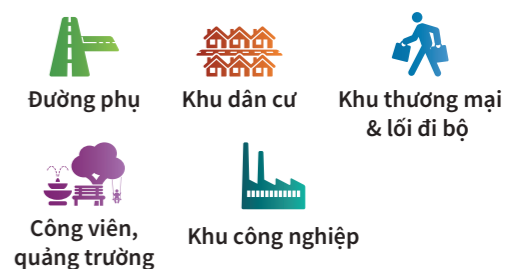 Đường phụ
Khu dân cư
Khu thương mại
& lối đi bộ
Công viên,
quảng trường
Khu công nghiệp